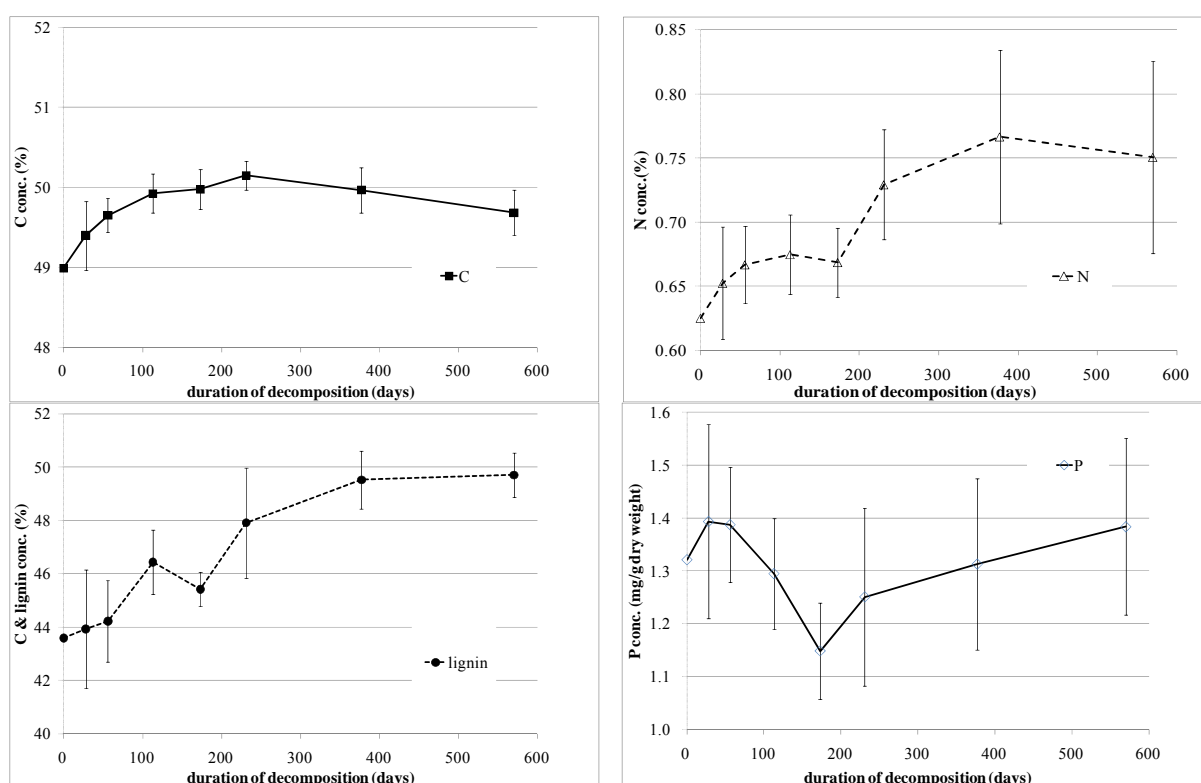 52
51
50
49
48
C conc. (%)
C
0 100 200 300 400 500 600
duration of decomposition (days)
0.85
0.80
0.75
0.70
0.65
0.60
N conc.(%)
N
0 100 200 300 400 500 600
duration of decomposition (days)
52
50
48
46
44
42
40
C & lignin conc. (%)
lignin
0 100 200 300 400 500 600
duration of decomposition (days)
1.6
1.5
1.4
1.3
1.2
1.1
1.0
P conc. (mg/gdry weight)
P
0 100 200 300 400 500 600
duration of decomposition (days)